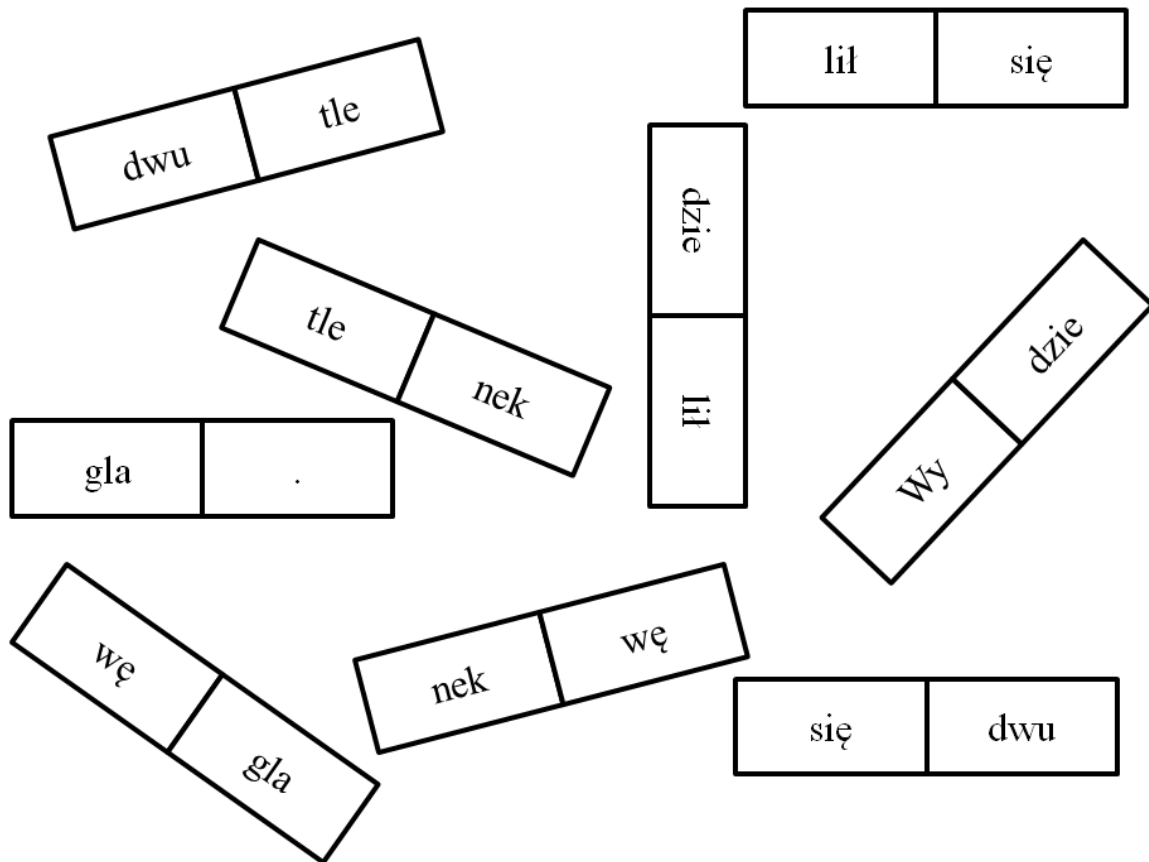 lił się
dwu tle
dzie lił
tle nek
Wy dzie
gla .
wę gla
nek wę
się dwu